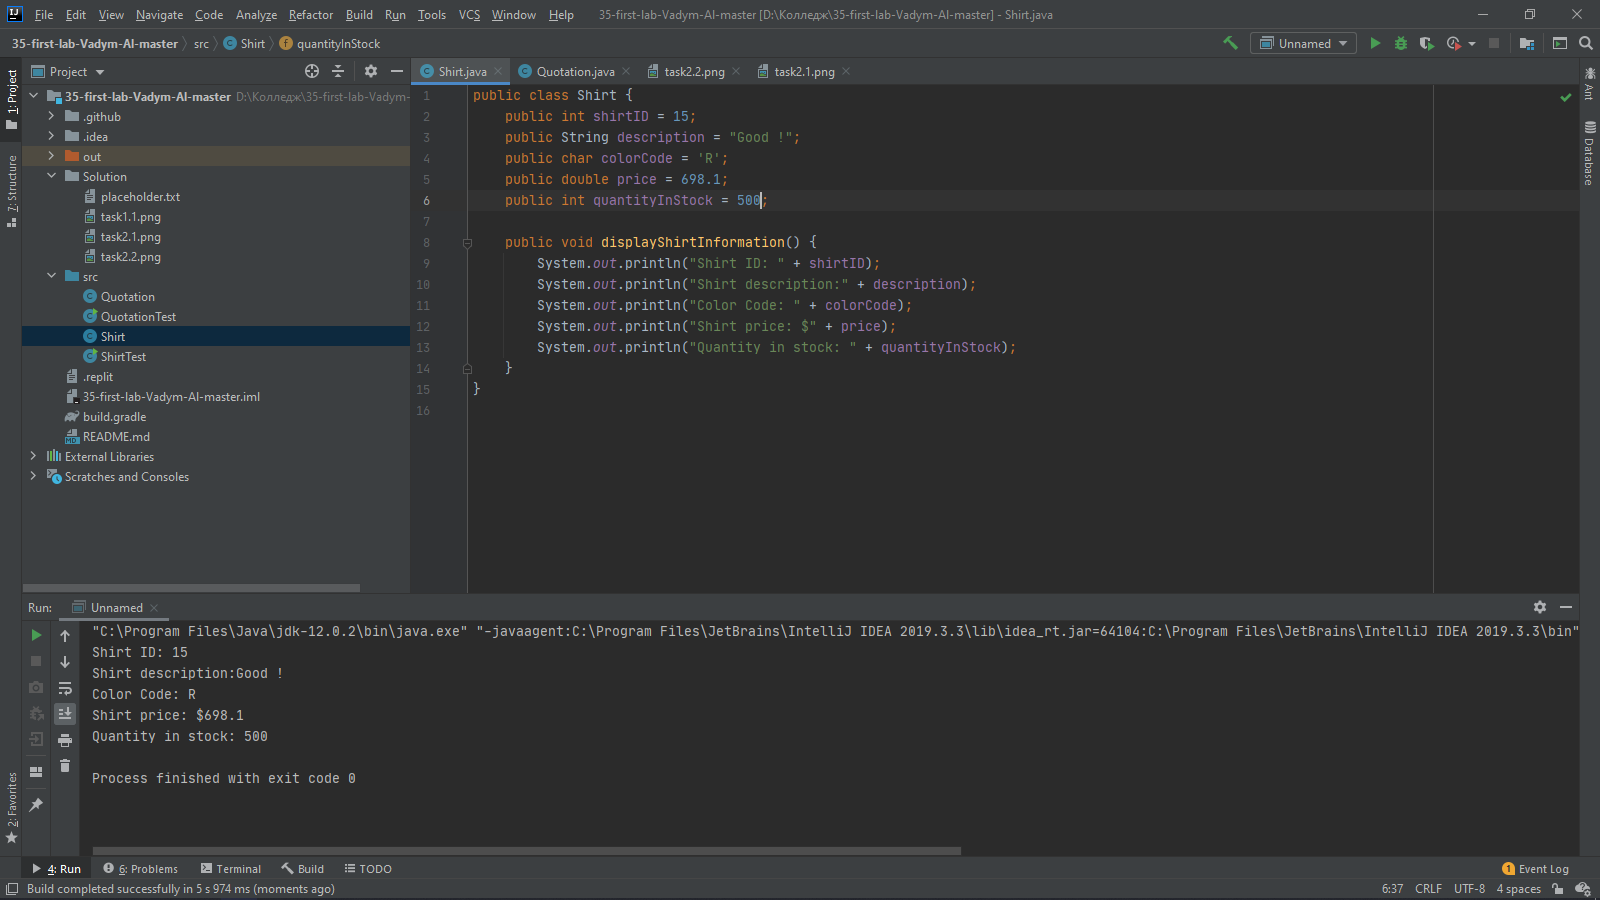 File Edit View Navigate Code Analyze Refactor Build Run Tools VCS Window Help 35-first-lab-Vadym-AI-master [D:\Колледж\35-first-lab-Vadym-AI-master] - Shirt.java
35-first-lab-Vadym-AI-master src Shirt quantityInStock Unnamed
Project Shirt.java Quotation.java task2.2.png task2.1.png
35-first-lab-Vadym-AI-master D:\Колледж\35-first-lab-Vadym-
.github
.idea
out
Solution
placeholder.txt
task1.1.png
task2.1.png
task2.2.png
src
Quotation
QuotationTest
Shirt
ShirtTest
.replit
35-first-lab-Vadym-AI-master.iml
build.gradle
README.md
External Libraries
Scratches and Consoles
1: Project
7: Structure
2: Favorites
Ant
Database
1 public class Shirt {
2 public int shirtID = 15;
3 public String description = "Good !";
4 public char colorCode = 'R';
5 public double price = 698.1;
6 public int quantityInStock = 500;
7
8 public void displayShirtInformation() {
9 System.out.println("Shirt ID: " + shirtID);
10 System.out.println("Shirt description:" + description);
11 System.out.println("Color Code: " + colorCode);
12 System.out.println("Shirt price: $" + price);
13 System.out.println("Quantity in stock: " + quantityInStock);
14 }
15 }
16
Run: Unnamed
"C:\Program Files\Java\jdk-12.0.2\bin\java.exe" "-javaagent:C:\Program Files\JetBrains\IntelliJ IDEA 2019.3.3\lib\idea_rt.jar=64104:C:\Program Files\JetBrains\IntelliJ IDEA 2019.3.3\bin"
Shirt ID: 15
Shirt description:Good !
Color Code: R
Shirt price: $698.1
Quantity in stock: 500
Process finished with exit code 0
4: Run 6: Problems Terminal Build TODO 1 Event Log
Build completed successfully in 5 s 974 ms (moments ago) 6:37 CRLF UTF-8 4 spaces